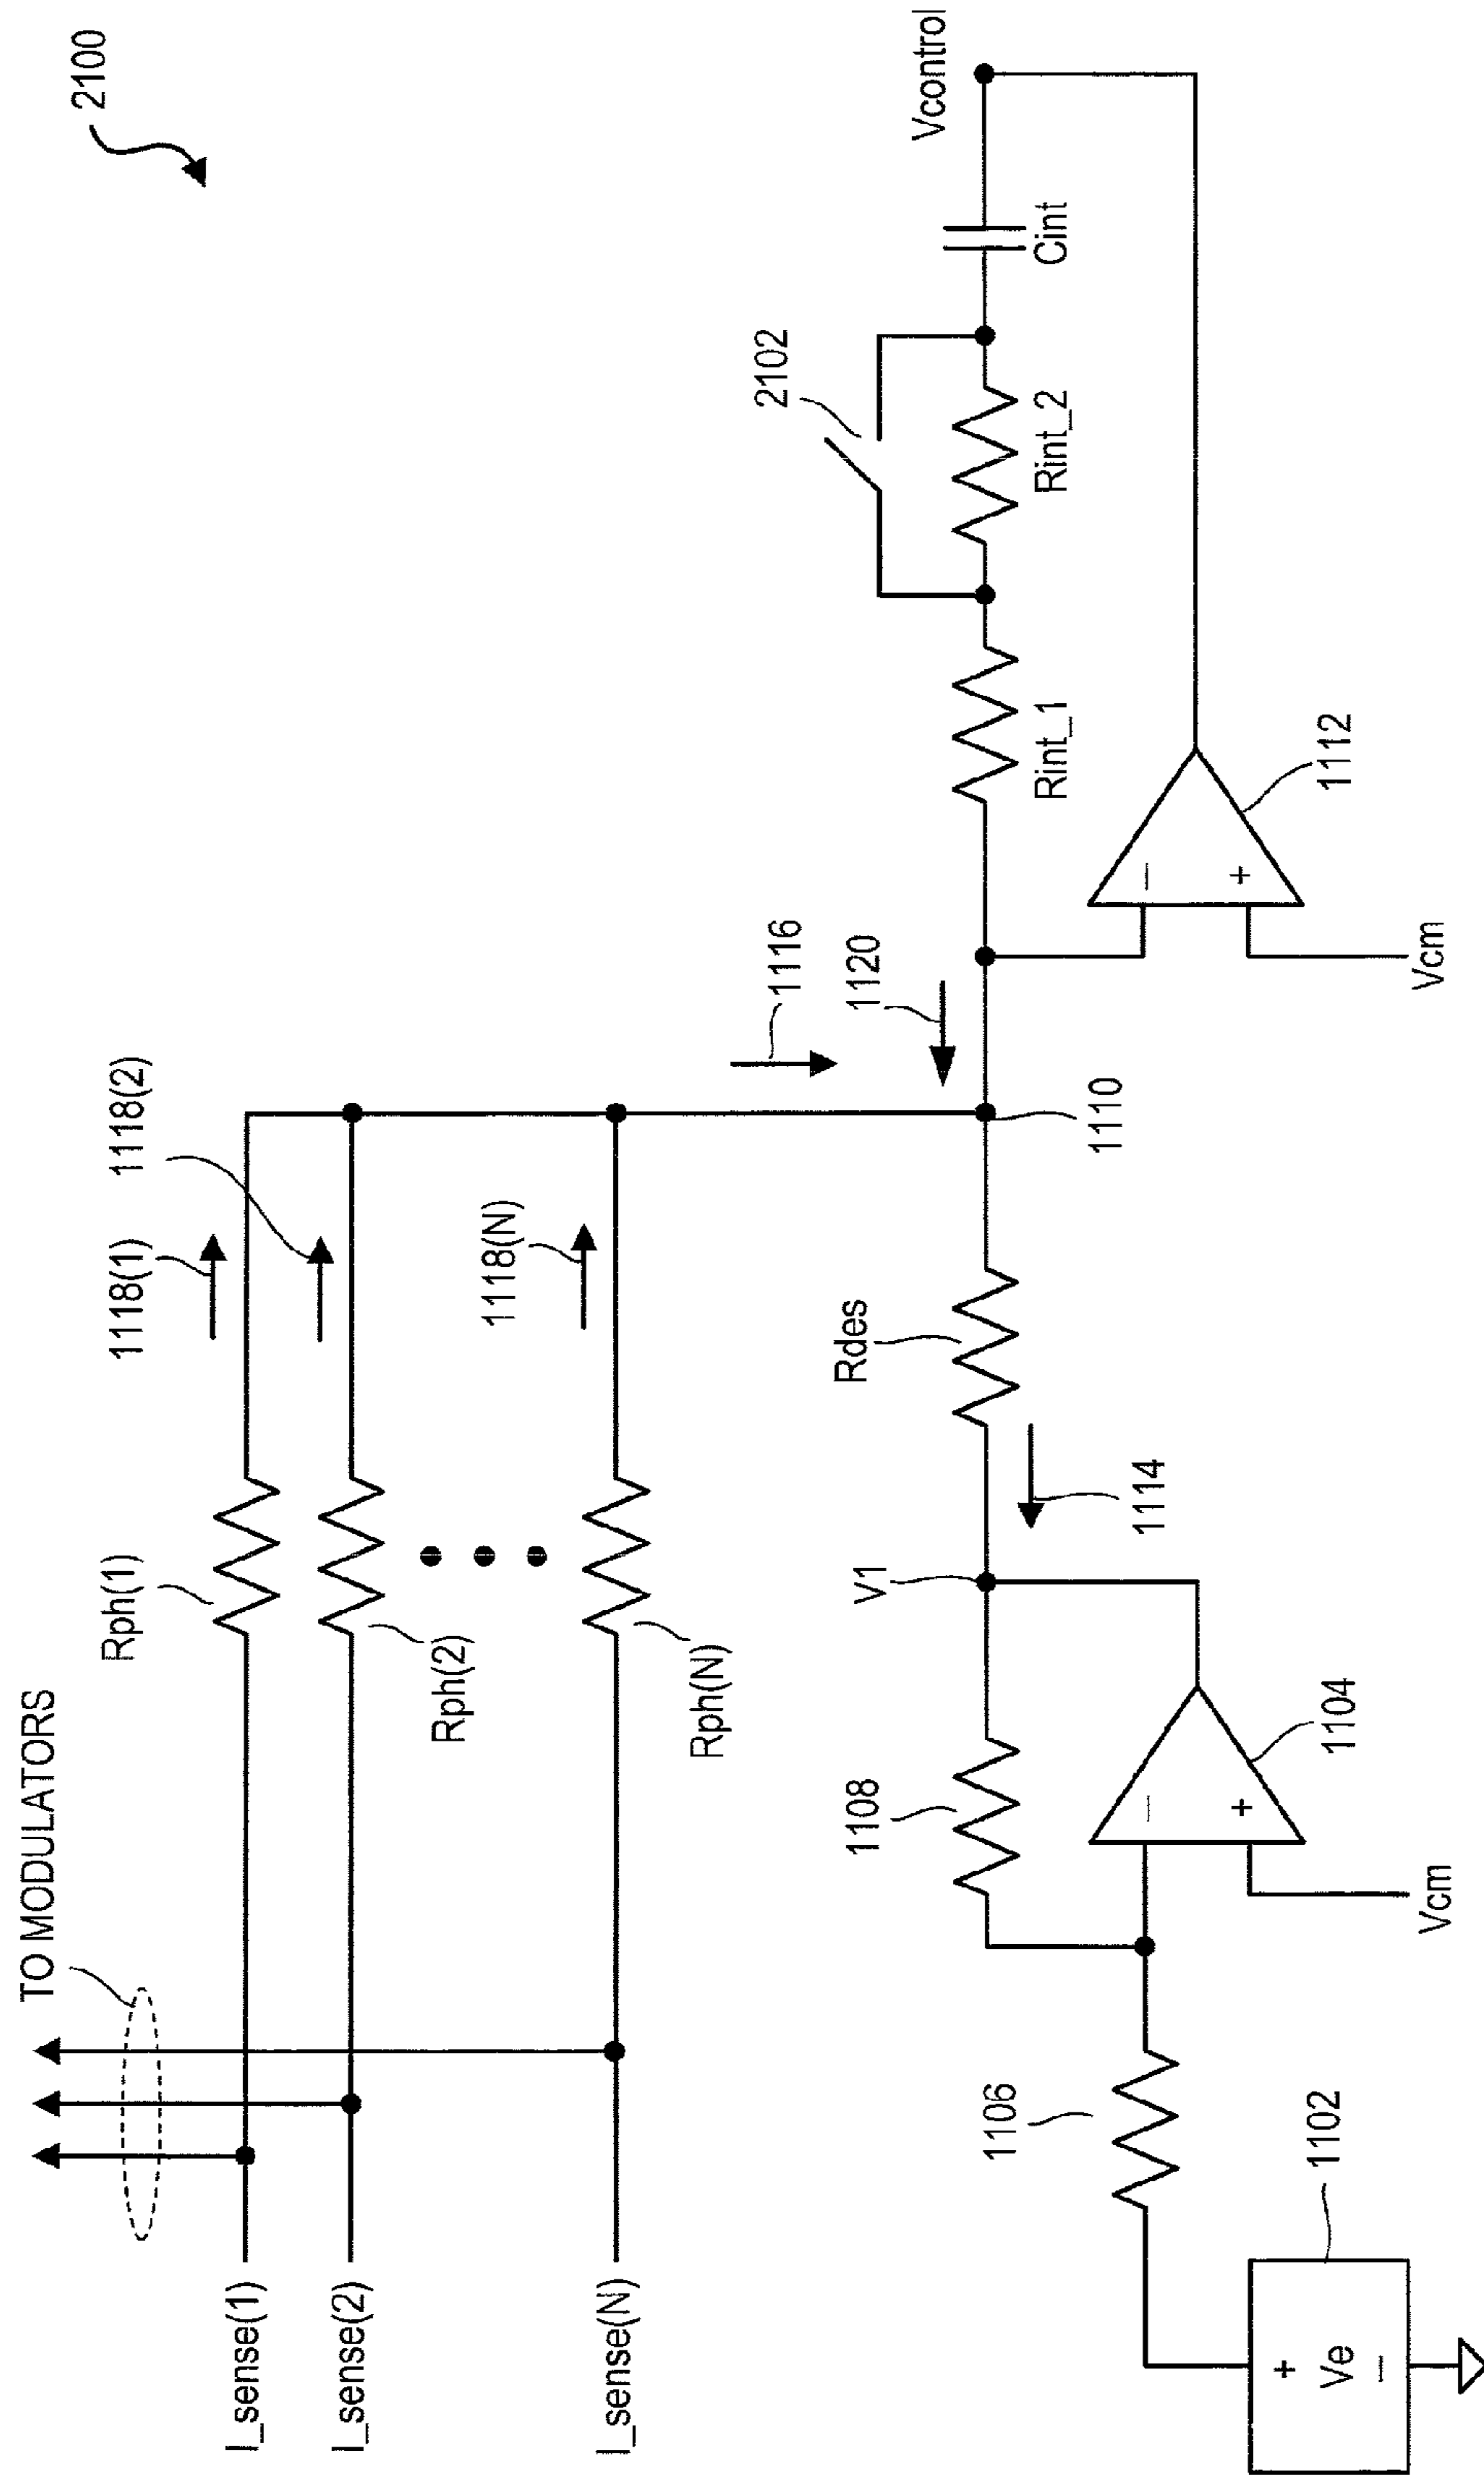 2100
TO MODULATORS
I_sense(1)
I_sense(2)
I_sense(N)
Rph(1)
Rph(2)
Rph(N)
1118(1)
1118(2)
1118(N)
1116
1120
1110
Rdes
1114
V1
1108
1104
−
+
Vcm
1106
1102
+
Ve
−
Rint_1
2102
Rint_2
Cint
Vcontrol
1112
−
+
Vcm